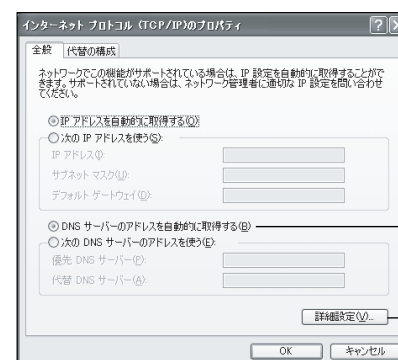 インターネット プロトコル (TCP/IP)のプロパティ
?
全般
代替の構成
ネットワークでこの機能がサポートされている場合は、IP 設定を自動的に取得することがで
きます。サポートされていない場合は、ネットワーク管理者に適切な IP 設定を問い合わせ
てください。
IP アドレスを自動的に取得する(O)
次の IP アドレスを使う(S):
IP アドレス(I):
サブネット マスク(U):
デフォルト ゲートウェイ(D):
DNS サーバーのアドレスを自動的に取得する(B)
次の DNS サーバーのアドレスを使う(E):
優先 DNS サーバー(P):
代替 DNS サーバー(A):
詳細設定(V)...
OK
キャンセル